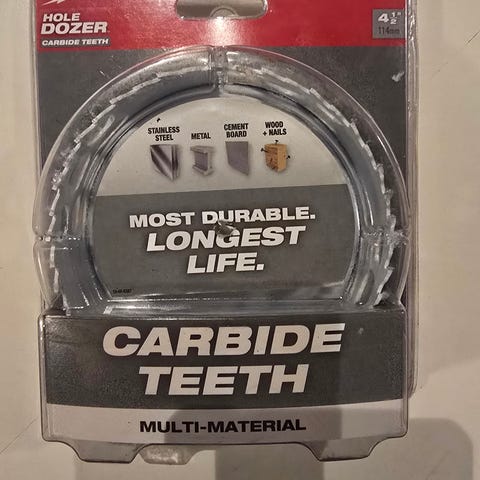 HOLE
DOZER
CARBIDE TEETH
4 1/2"
114mm
STAINLESS
STEEL
METAL
CEMENT
BOARD
WOOD
+ NAILS
MOST DURABLE.
LONGEST
LIFE.
CARBIDE
TEETH
MULTI-MATERIAL